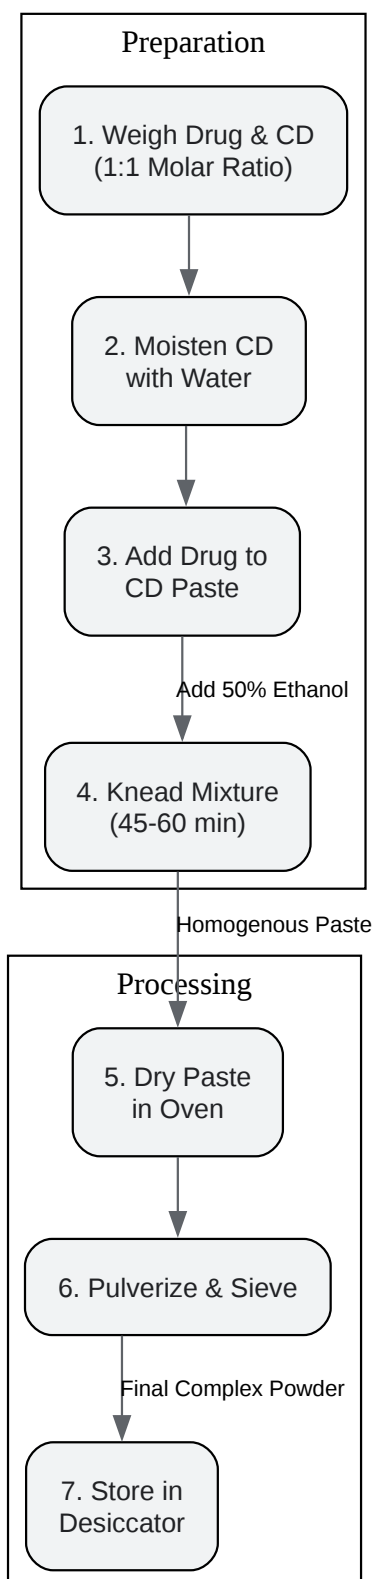 Preparation
1. Weigh Drug & CD
(1:1 Molar Ratio)
2. Moisten CD
with Water
3. Add Drug to
CD Paste
Add 50% Ethanol
4. Knead Mixture
(45-60 min)
Homogenous Paste
Processing
5. Dry Paste
in Oven
6. Pulverize & Sieve
Final Complex Powder
7. Store in
Desiccator